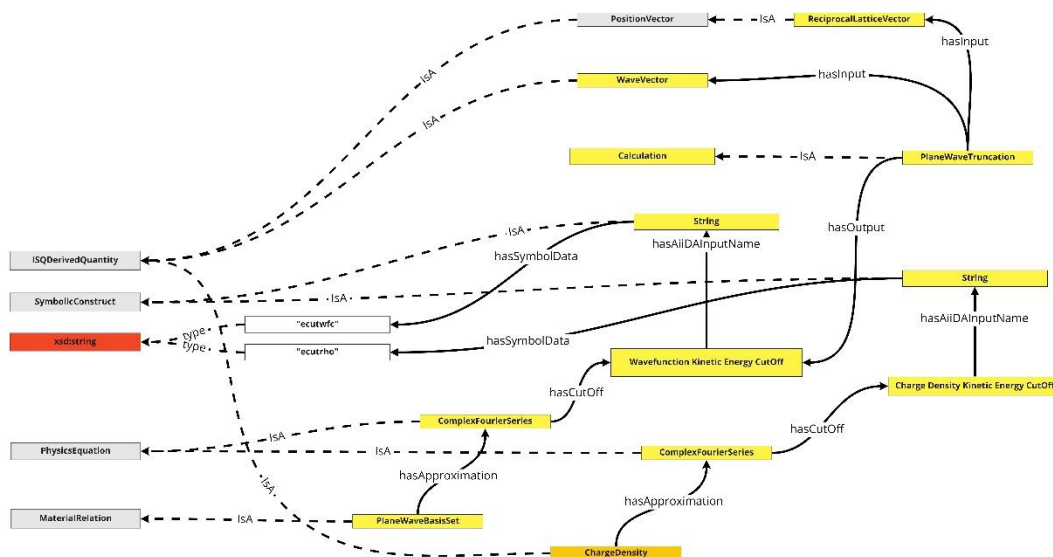 PositionVector
IsA
ReciprocalLatticeVector
hasInput
IsA
WaveVector
hasInput
IsA
Calculation
IsA
PlaneWaveTruncation
IsA
String
hasOutput
hasAiiDAInputName
ISQDerivedQuantity
hasSymbolData
String
SymbolicConstruct
IsA
hasAiiDAInputName
type
"ecutwfc"
xsd:string
type
"ecutrho"
hasSymbolData
Wavefunction Kinetic Energy CutOff
Charge Density Kinetic Energy CutOff
hasCutOff
ComplexFourierSeries
hasCutOff
IsA
PhysicsEquation
IsA
ComplexFourierSeries
IsA
hasApproximation
hasApproximation
MaterialRelation
IsA
PlaneWaveBasisSet
ChargeDensity